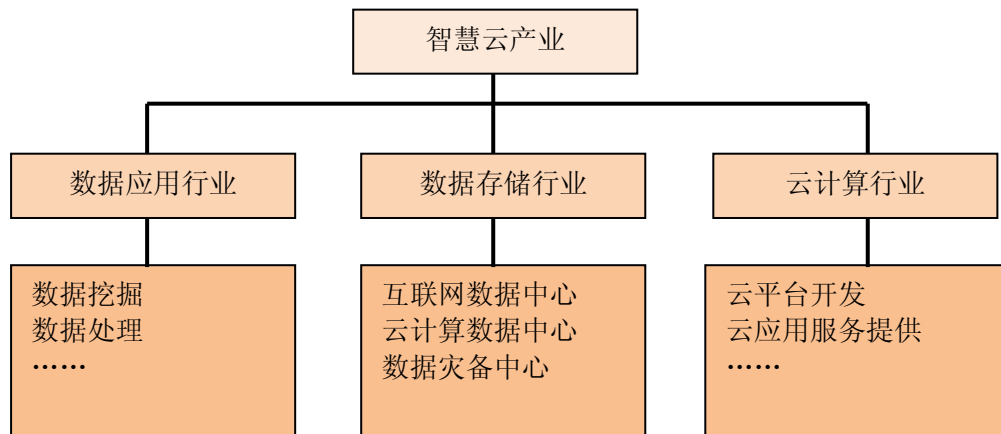 智慧云产业
数据应用行业
数据存储行业
云计算行业
数据挖掘
数据处理
……
互联网数据中心
云计算数据中心
数据灾备中心
云平台开发
云应用服务提供
……